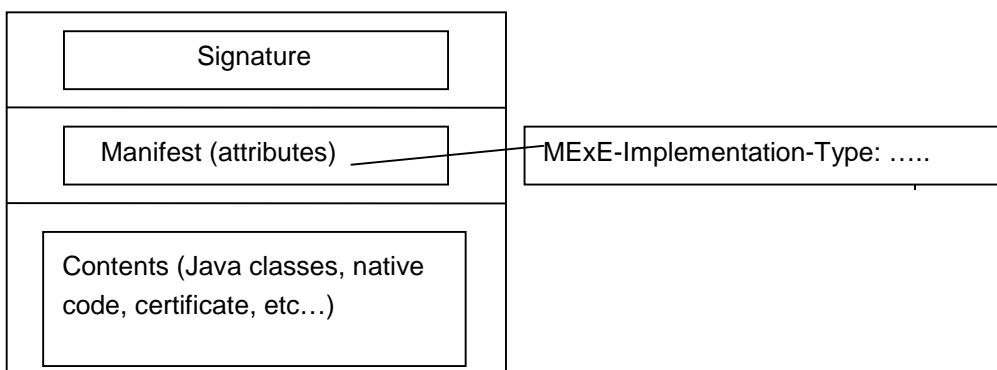 Signature
Manifest (attributes)
MExE-Implementation-Type: …..
Contents (Java classes, native
code, certificate, etc…)